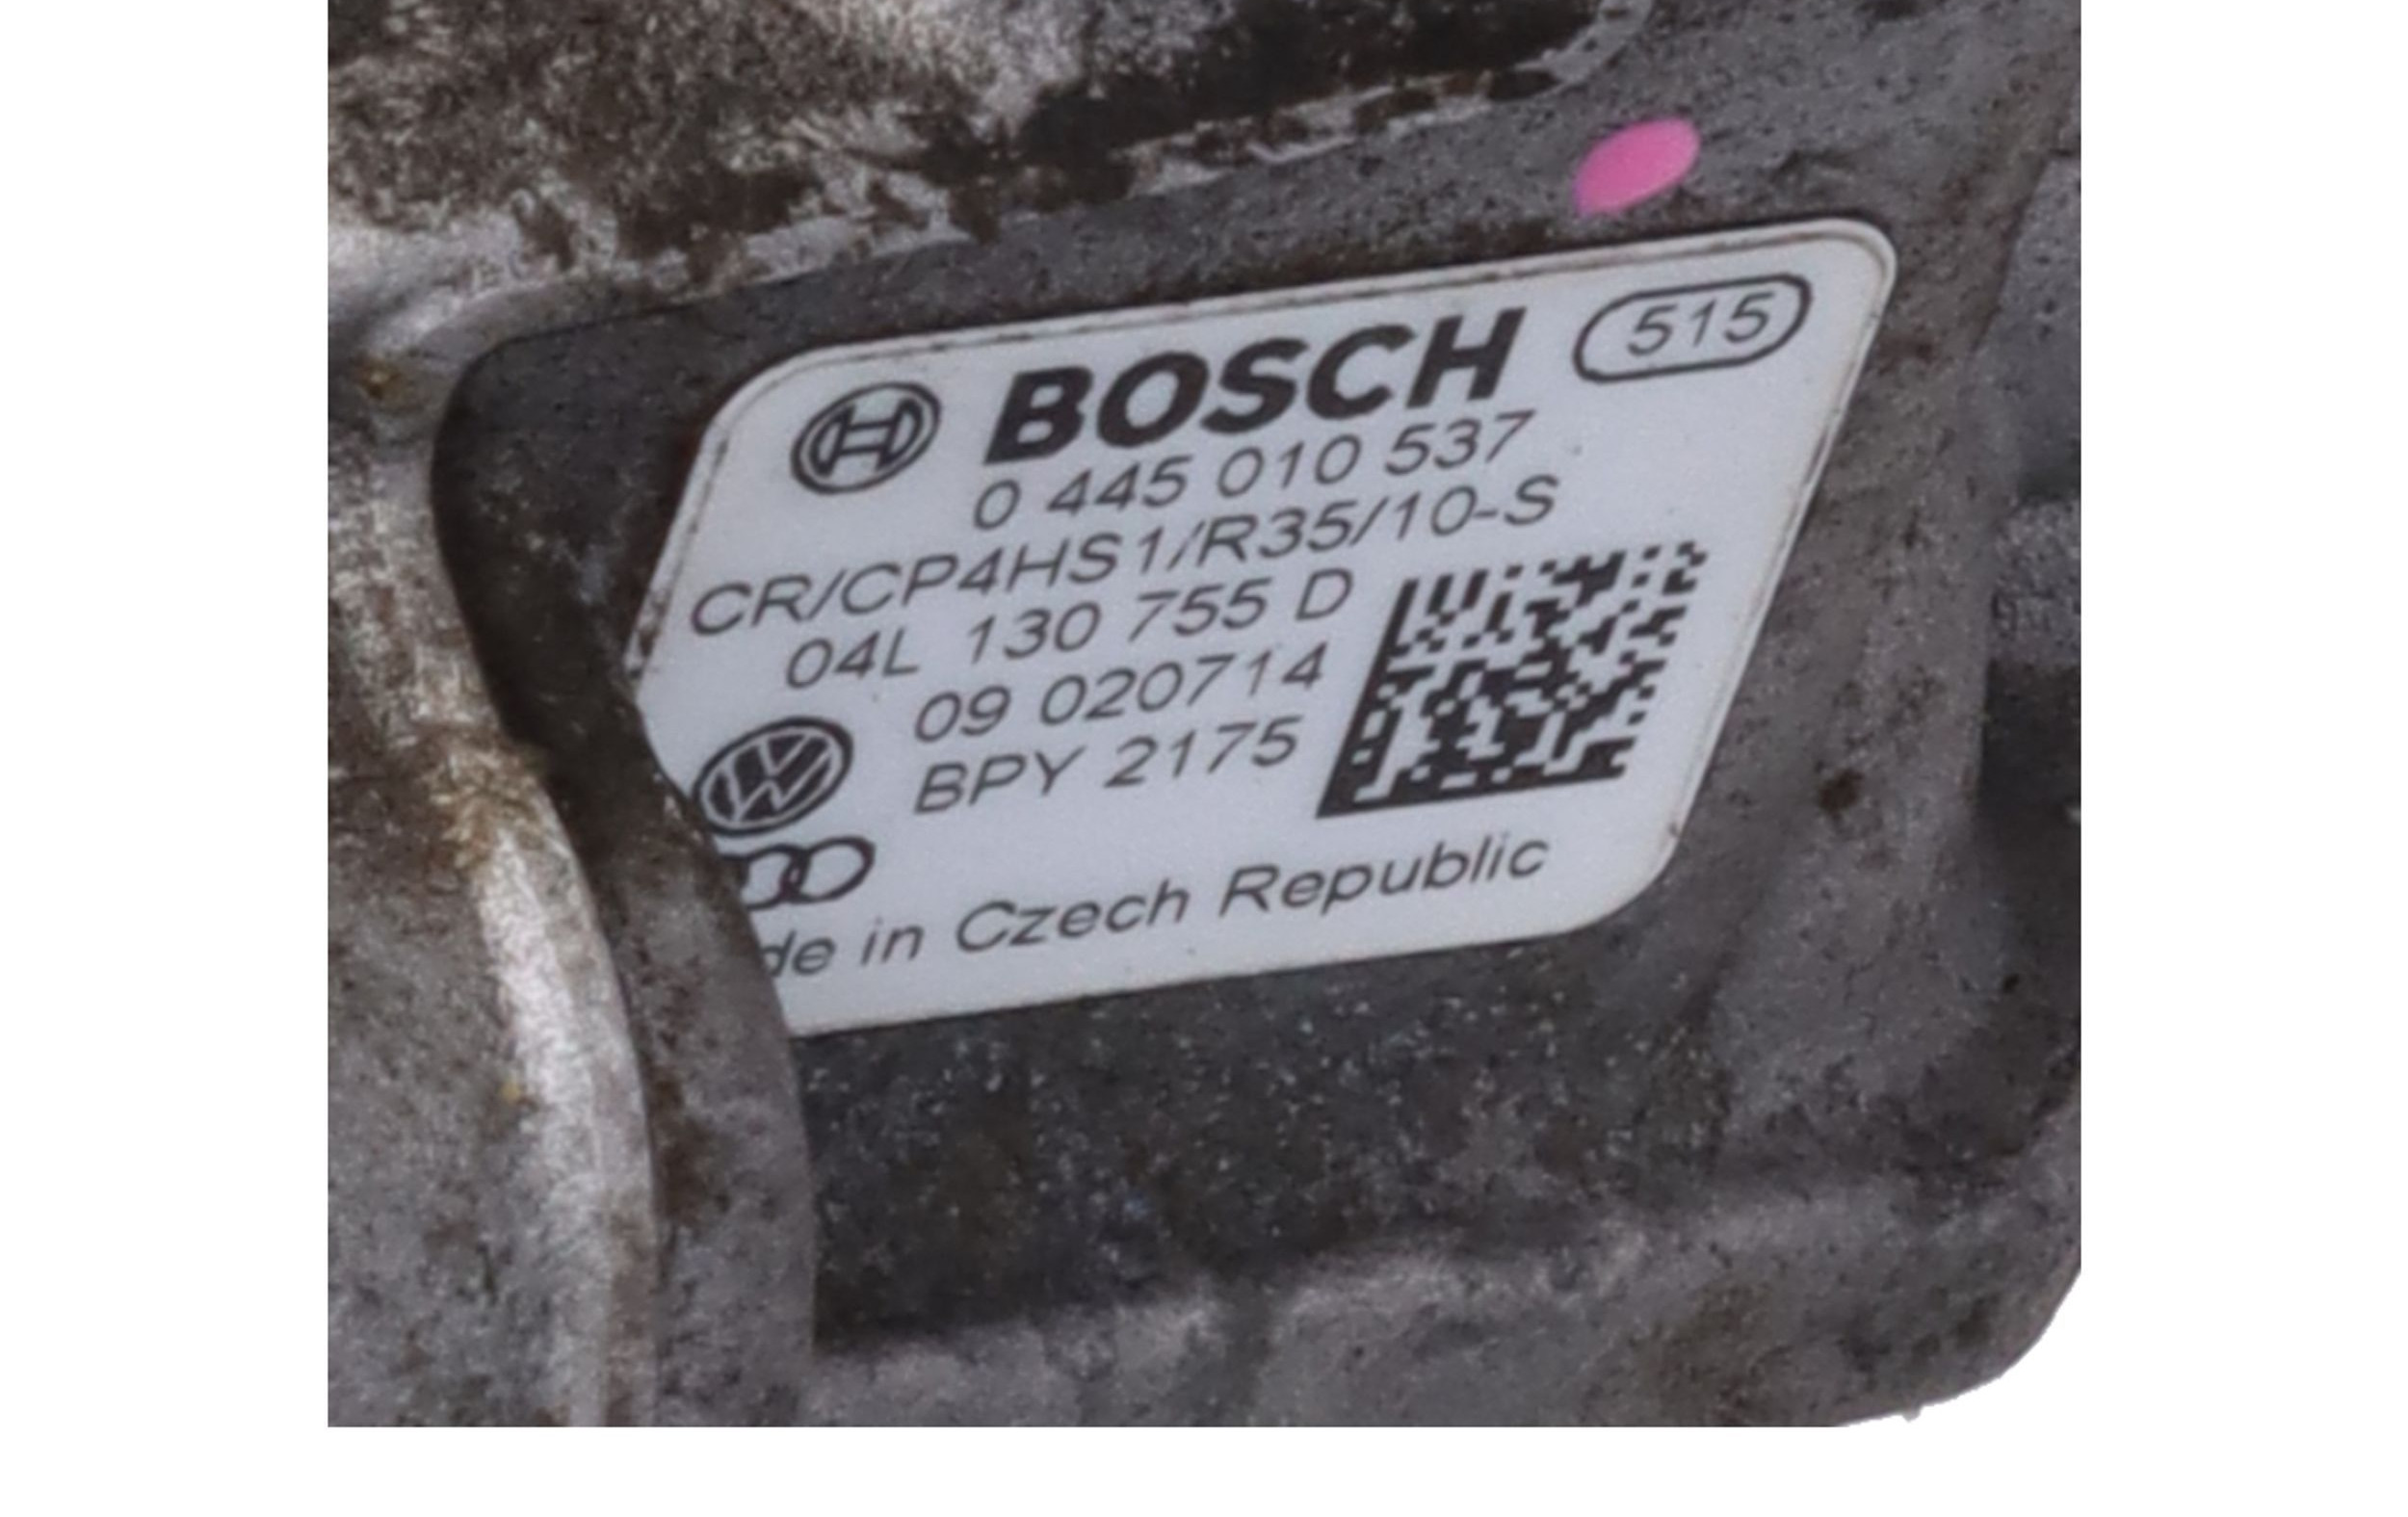 BOSCH 515
0 445 010 537
CR/CP4HS1/R35/10-S
04L 130 755 D
09 020714
BPY 2175
de in Czech Republic